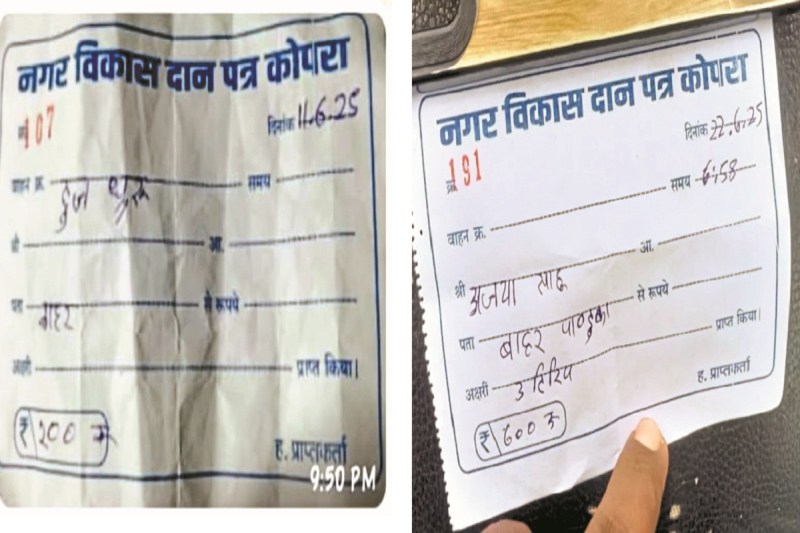 नगर विकास दान पत्र कोपरा
क्र 107
दिनांक 11.6.25
वाहन क्र. समय
श्री आ.
पता बाहर से रूपये
अक्षरी प्राप्त किया।
₹ 200 रु
ह. प्राप्तकर्ता
9:50 PM
नगर विकास दान पत्र कोपरा
क्र. 191
दिनांक 22.6.25
समय 6:58
वाहन क्र.
श्री अजया साहू आ.
पता बाहर पाण्डुका से रूपये
अक्षरी 3 ट्रिप प्राप्त किया।
₹ 600 रु
ह. प्राप्तकर्ता